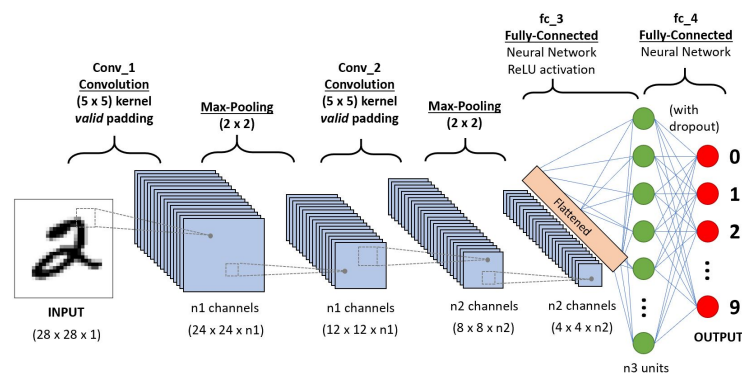 fc_3
Fully-Connected
Neural Network
ReLU activation
fc_4
Fully-Connected
Neural Network
Conv_1
Convolution
(5 x 5) kernel
valid padding
Max-Pooling
(2 x 2)
Conv_2
Convolution
(5 x 5) kernel
valid padding
Max-Pooling
(2 x 2)
(with
dropout)
2
Flattened
0
1
2
9
INPUT
(28 x 28 x 1)
n1 channels
(24 x 24 x n1)
n1 channels
(12 x 12 x n1)
n2 channels
(8 x 8 x n2)
n2 channels
(4 x 4 x n2)
OUTPUT
n3 units